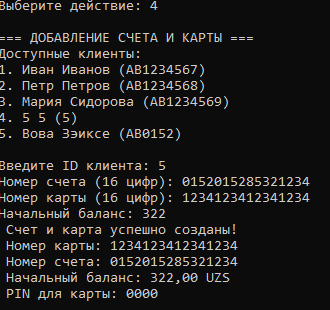 Выберите действие: 4
=== ДОБАВЛЕНИЕ СЧЕТА И КАРТЫ ===
Доступные клиенты:
1. Иван Иванов (AB1234567)
2. Петр Петров (AB1234568)
3. Мария Сидорова (AB1234569)
4. 5 5 (5)
5. Вова Зэиксе (AB0152)
Введите ID клиента: 5
Номер счета (16 цифр): 0152015285321234
Номер карты (16 цифр): 1234123412341234
Начальный баланс: 322
Счет и карта успешно созданы!
Номер карты: 1234123412341234
Номер счета: 0152015285321234
Начальный баланс: 322,00 UZS
PIN для карты: 0000